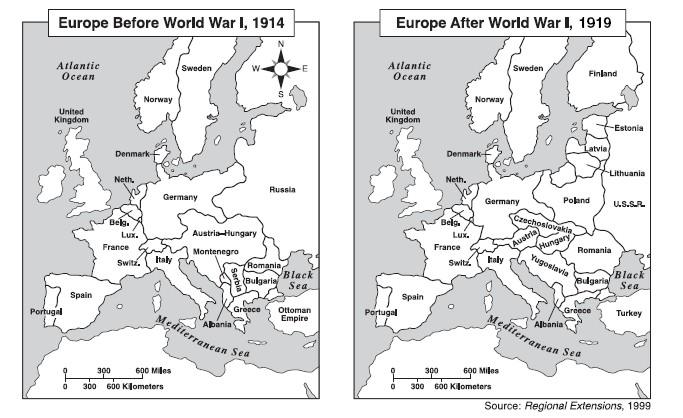 Europe Before World War I, 1914
Atlantic
Ocean
N
W
E
S
Sweden
Norway
United
Kingdom
Denmark
Neth.
Germany
Russia
Belg.
Lux.
Austria-Hungary
France
Montenegro
Switz.
Italy
Romania
Serbia
Bulgaria
Black
Sea
Spain
Portugal
Greece
Ottoman
Empire
Albania
Mediterranean Sea
0 300 600 Miles
0 300 600 Kilometers
Europe After World War I, 1919
Atlantic
Ocean
Sweden
Finland
Norway
United
Kingdom
Estonia
Latvia
Denmark
Lithuania
Neth.
Germany
Poland
U.S.S.R.
Belg.
Lux.
Czechoslovakia
Austria
Hungary
France
Switz.
Italy
Romania
Yugoslavia
Bulgaria
Black
Sea
Spain
Portugal
Greece
Turkey
Albania
Mediterranean Sea
0 300 600 Miles
0 300 600 Kilometers
Source: Regional Extensions, 1999